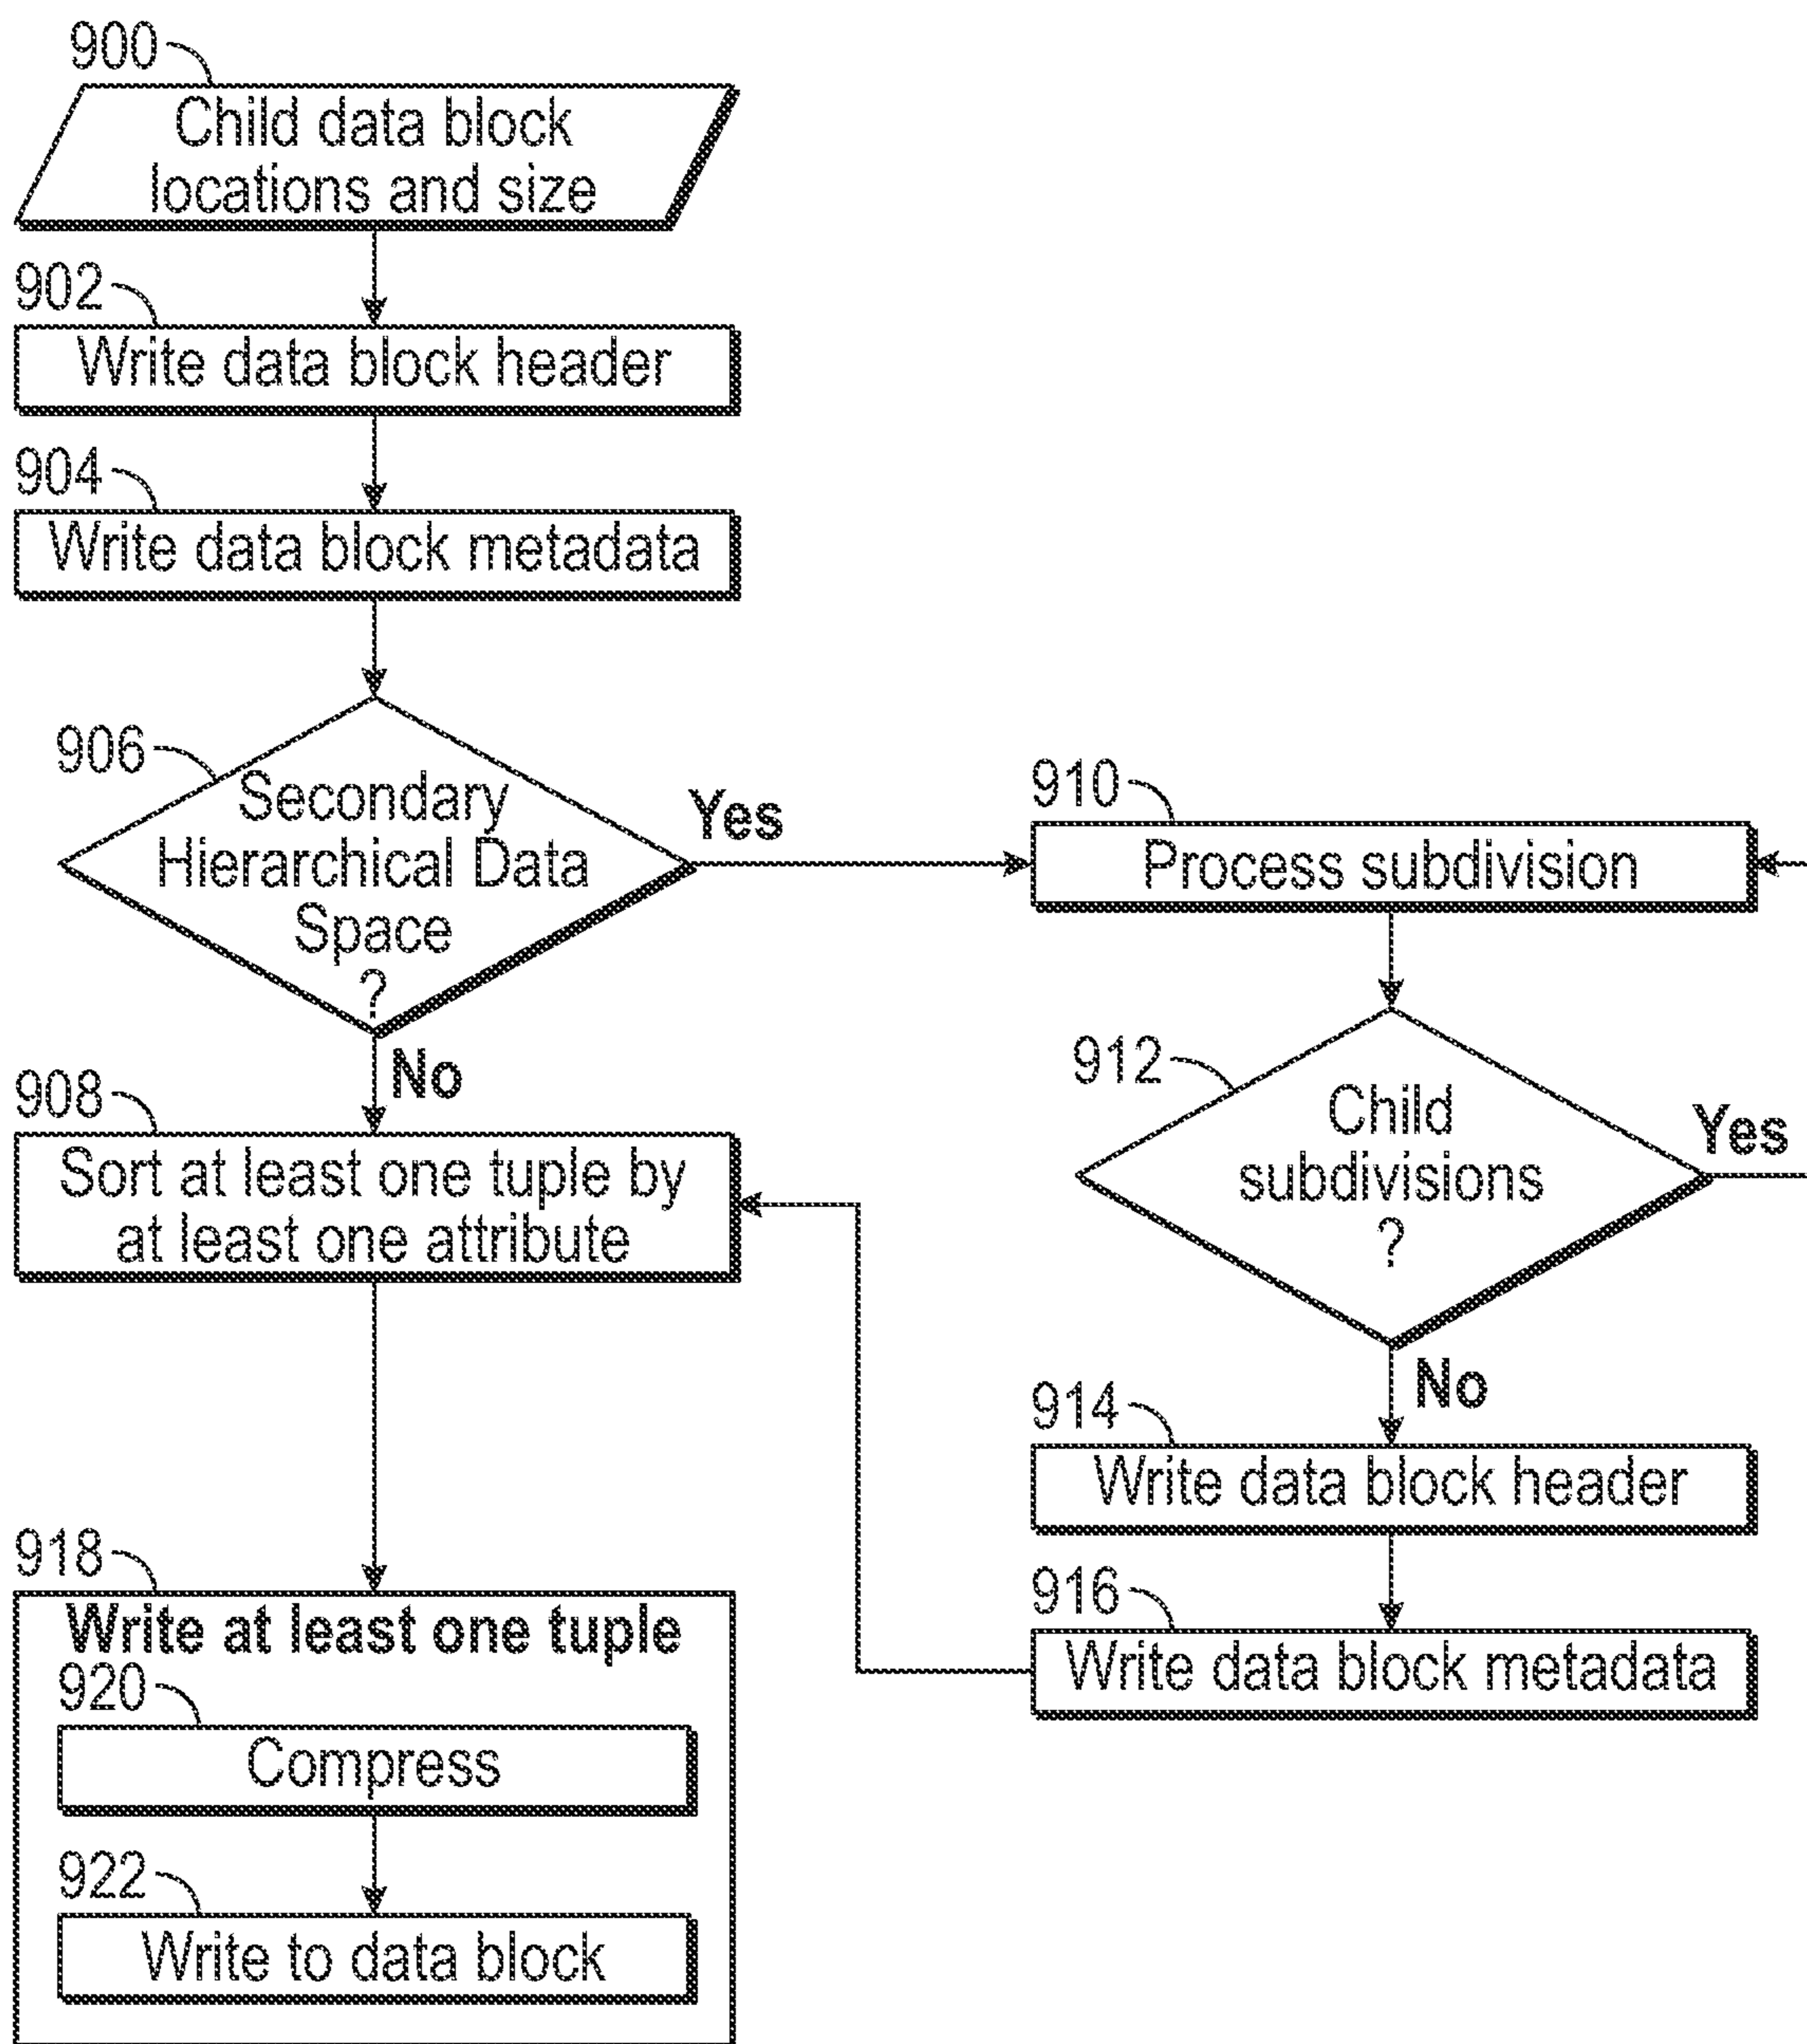 900
Child data block
locations and size
902
Write data block header
904
Write data block metadata
906
Secondary
Hierarchical Data
Space
?
Yes
No
908
Sort at least one tuple by
at least one attribute
910
Process subdivision
912
Child
subdivisions
?
Yes
No
914
Write data block header
916
Write data block metadata
918
Write at least one tuple
920
Compress
922
Write to data block